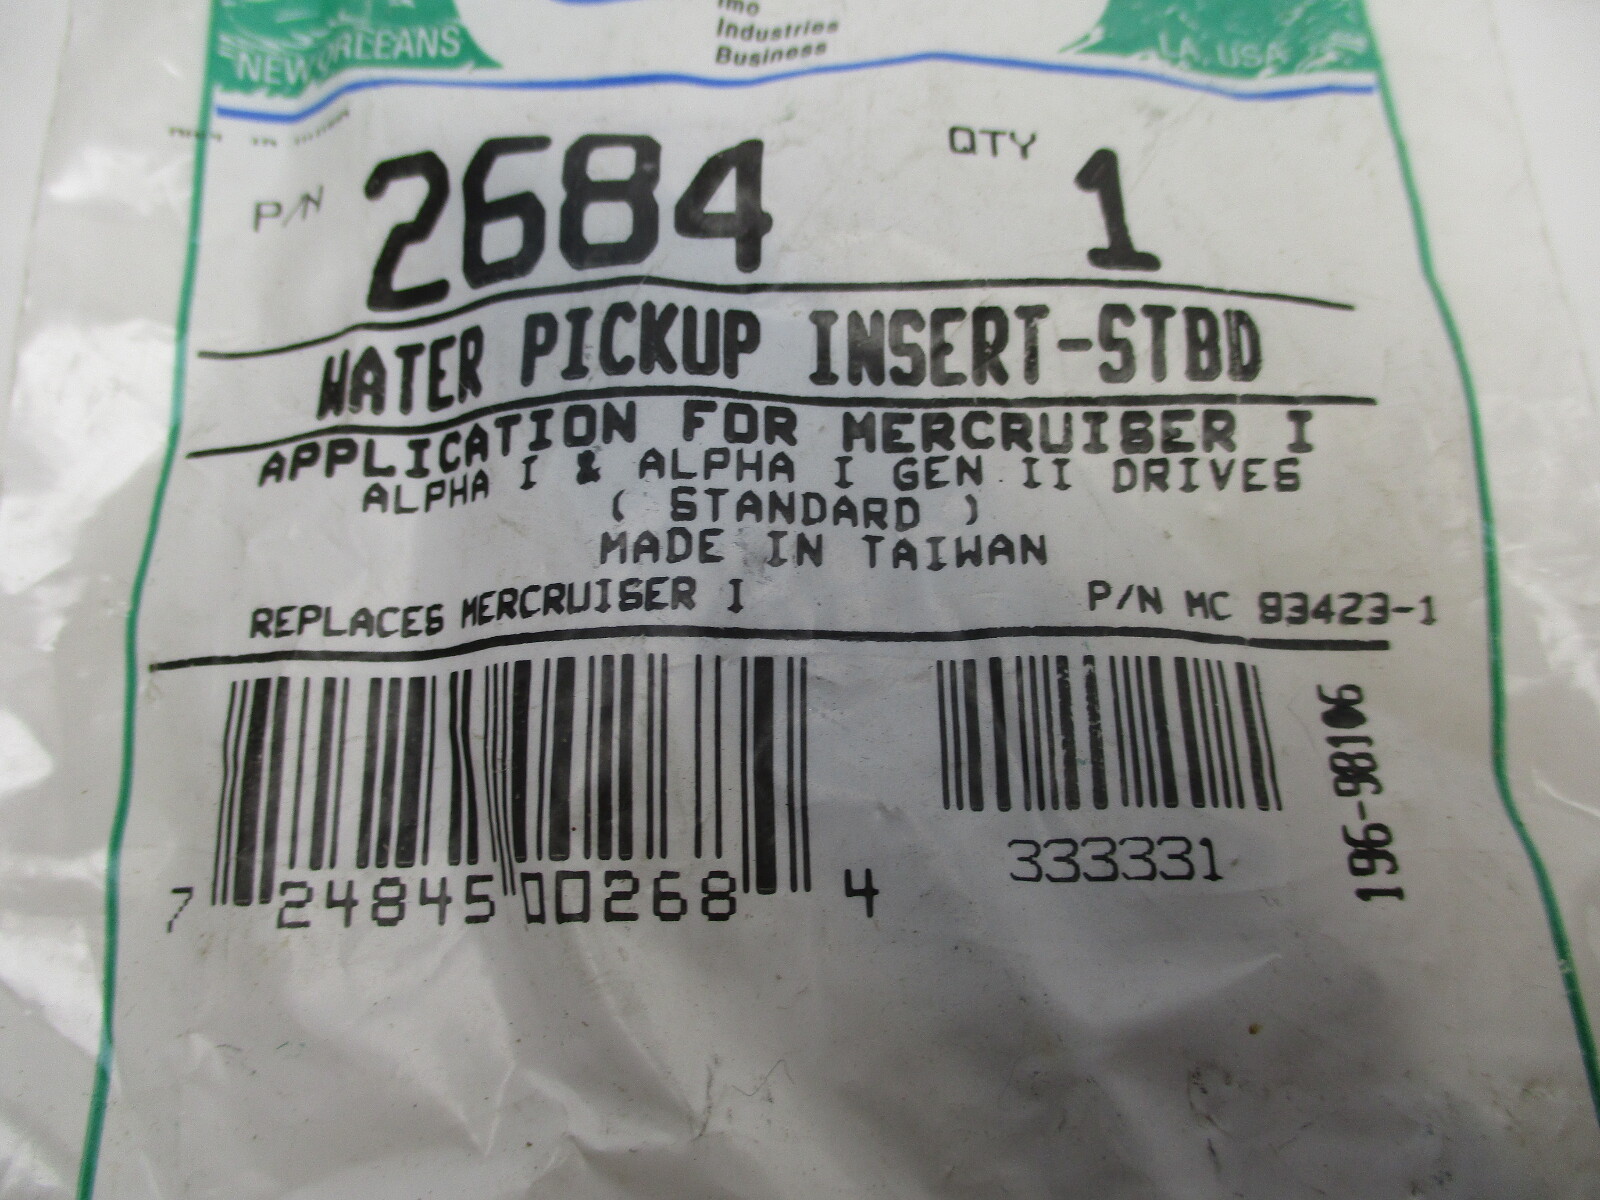 Imo
Industries
Business
NEW ORLEANS
LA. USA
P/N 2684 QTY 1
WATER PICKUP INSERT-STBD
APPLICATION FOR MERCRUISER I
ALPHA I & ALPHA I GEN II DRIVES
( STANDARD )
MADE IN TAIWAN
REPLACES MERCRUISER I P/N MC 93423-1
7 24845 00268 4
333331
196-98106